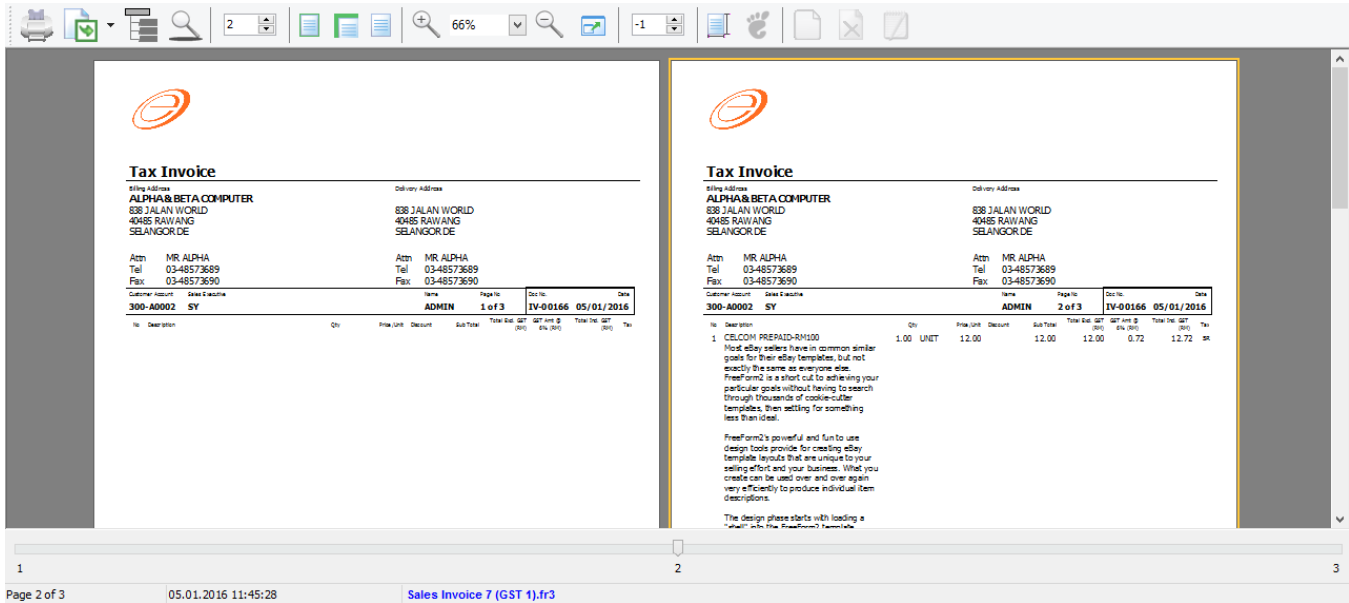 2 66% -1
Tax Invoice
Billing Address Delivery Address
ALPHA & BETA COMPUTER
838 JALAN WORLD 838 JALAN WORLD
40485 RAWANG 40485 RAWANG
SELANGOR DE SELANGOR DE
Attn MR ALPHA Attn MR ALPHA
Tel 03-48573689 Tel 03-48573689
Fax 03-48573690 Fax 03-48573690
Customer Account Sales Executive Name Page No Doc No. Date
300-A0002 SY ADMIN 1 of 3 IV-00166 05/01/2016
No Description Qty Price /Unit Discount Sub Total Total Excl. GST (RM) GST Amt @ 6% (RM) Total Incl. GST (RM) Tax
Tax Invoice
Billing Address Delivery Address
ALPHA & BETA COMPUTER
838 JALAN WORLD 838 JALAN WORLD
40485 RAWANG 40485 RAWANG
SELANGOR DE SELANGOR DE
Attn MR ALPHA Attn MR ALPHA
Tel 03-48573689 Tel 03-48573689
Fax 03-48573690 Fax 03-48573690
Customer Account Sales Executive Name Page No Doc No. Date
300-A0002 SY ADMIN 2 of 3 IV-00166 05/01/2016
No Description Qty Price /Unit Discount Sub Total Total Excl. GST (RM) GST Amt @ 6% (RM) Total Incl. GST (RM) Tax
1 CELCOM PREPAID-RM100 1.00 UNIT 12.00 12.00 12.00 0.72 12.72 SR
Most eBay sellers have in common similar
goals for their eBay templates, but not
exactly the same as everyone else.
FreeForm2 is a short cut to achieving your
particular goals without having to search
through thousands of cookie-cutter
templates, then settling for something
less than ideal.
FreeForm2's powerful and fun to use
design tools provide for creating eBay
template layouts that are unique to your
selling effort and your business. What you
create can be used over and over again
very efficiently to produce individual item
descriptions.
The design phase starts with loading a
"shell" into the FreeForm2 template
1 2 3
Page 2 of 3 05.01.2016 11:45:28 Sales Invoice 7 (GST 1).fr3